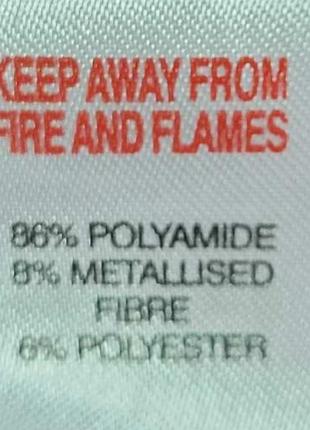 KEEP AWAY FROM
FIRE AND FLAMES
86% POLYAMIDE
8% METALLISED
FIBRE
6% POLYESTER